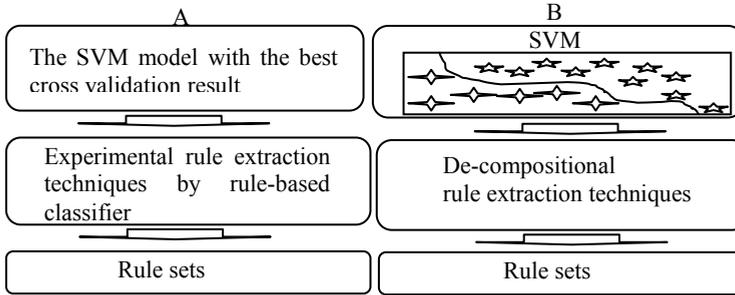 A
The SVM model with the best
cross validation result
Experimental rule extraction
techniques by rule-based
classifier
Rule sets
B
SVM
De-compositional
rule extraction techniques
Rule sets